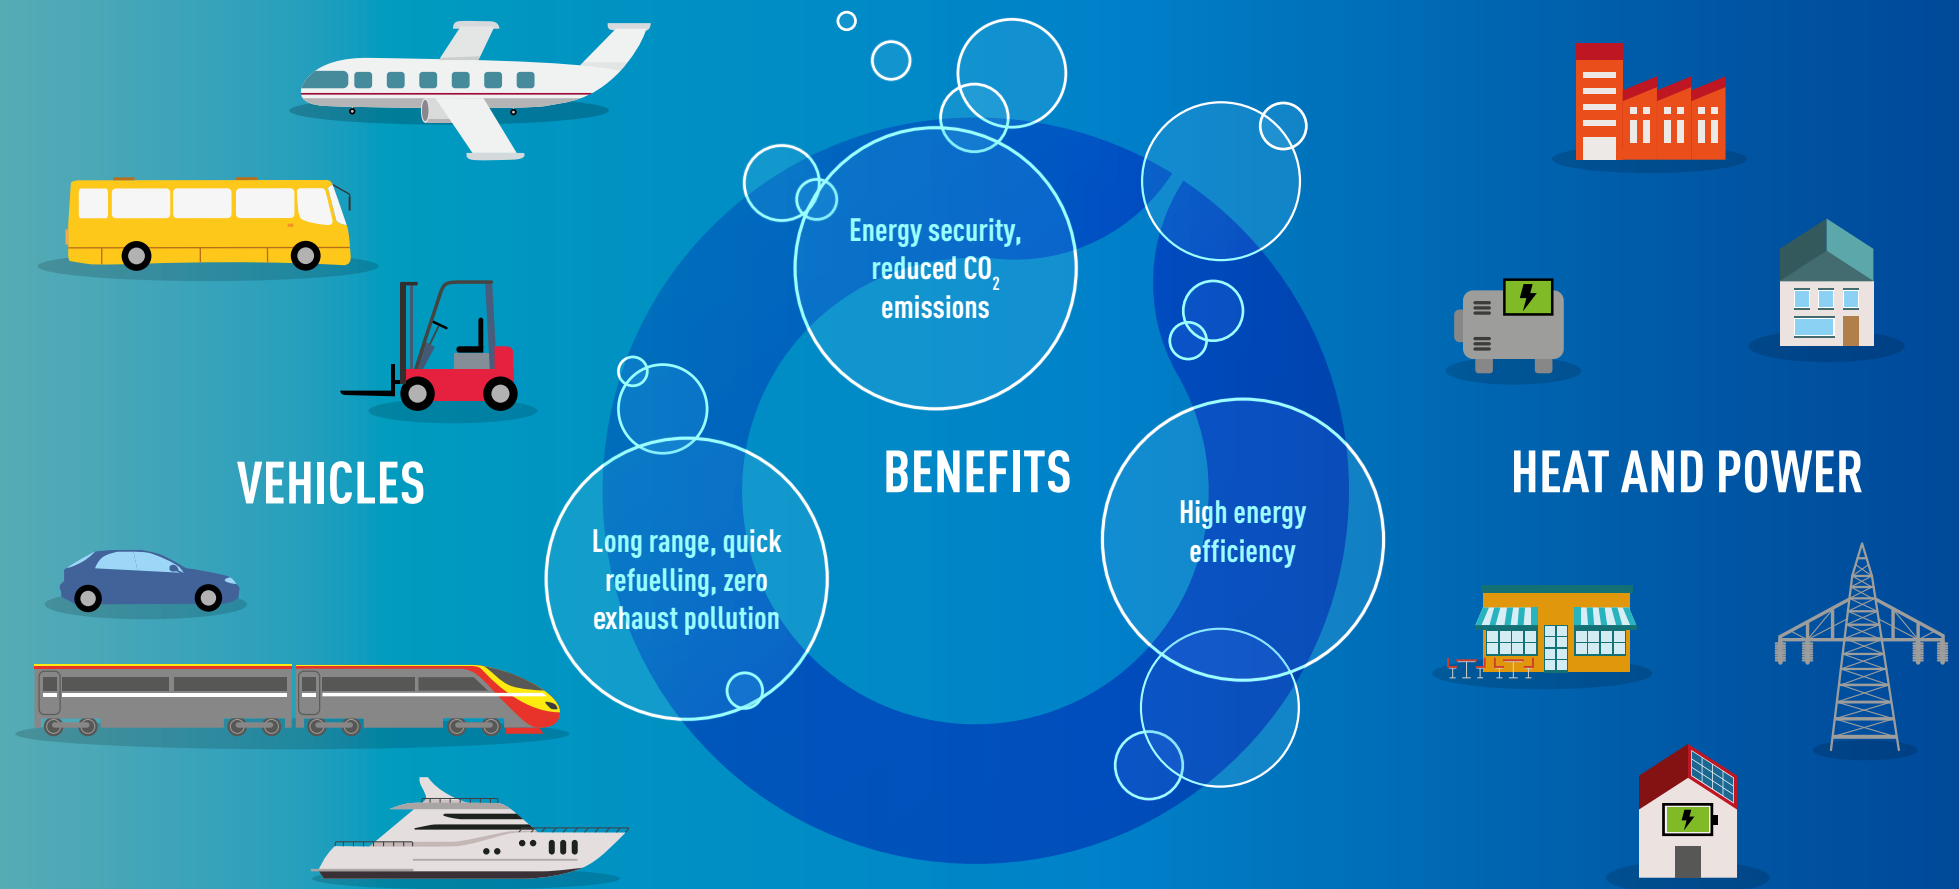 Energy security,
reduced CO₂
emissions
VEHICLES
BENEFITS
HEAT AND POWER
Long range, quick
refuelling, zero
exhaust pollution
High energy
efficiency